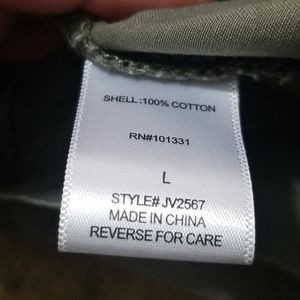 SHELL:100% COTTON
RN#101331
L
STYLE# JV2567
MADE IN CHINA
REVERSE FOR CARE